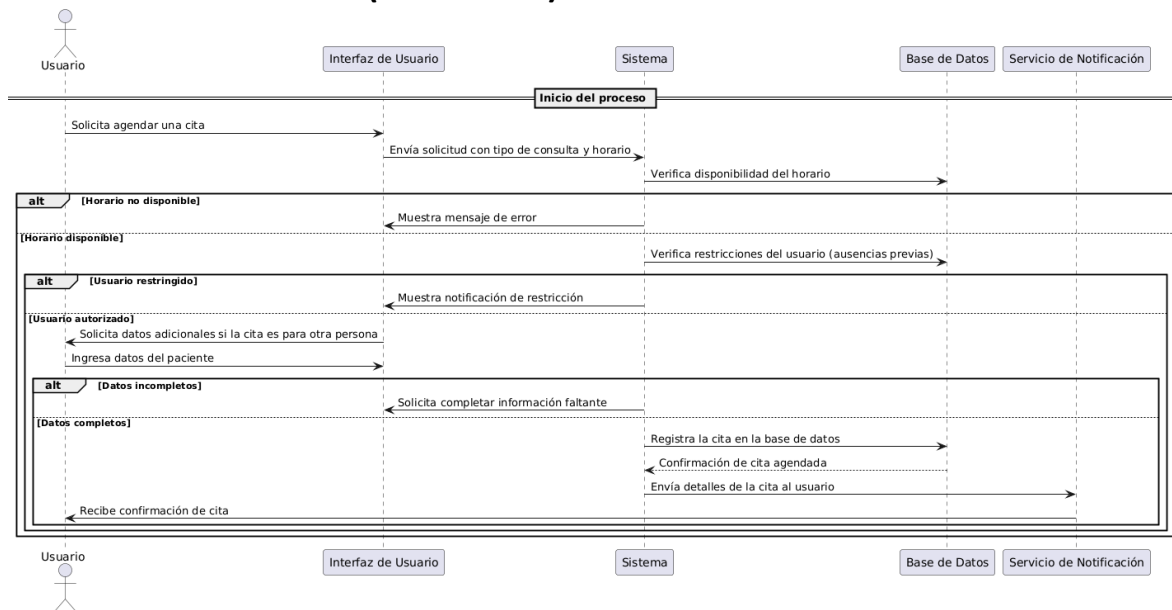 Usuario
Interfaz de Usuario
Sistema
Base de Datos
Servicio de Notificación
Inicio del proceso
Solicita agendar una cita
Envía solicitud con tipo de consulta y horario
Verifica disponibilidad del horario
alt [Horario no disponible]
Muestra mensaje de error
[Horario disponible]
Verifica restricciones del usuario (ausencias previas)
alt [Usuario restringido]
Muestra notificación de restricción
[Usuario autorizado]
Solicita datos adicionales si la cita es para otra persona
Ingresa datos del paciente
alt [Datos incompletos]
Solicita completar información faltante
[Datos completos]
Registra la cita en la base de datos
Confirmación de cita agendada
Envía detalles de la cita al usuario
Recibe confirmación de cita
Usuario
Interfaz de Usuario
Sistema
Base de Datos
Servicio de Notificación